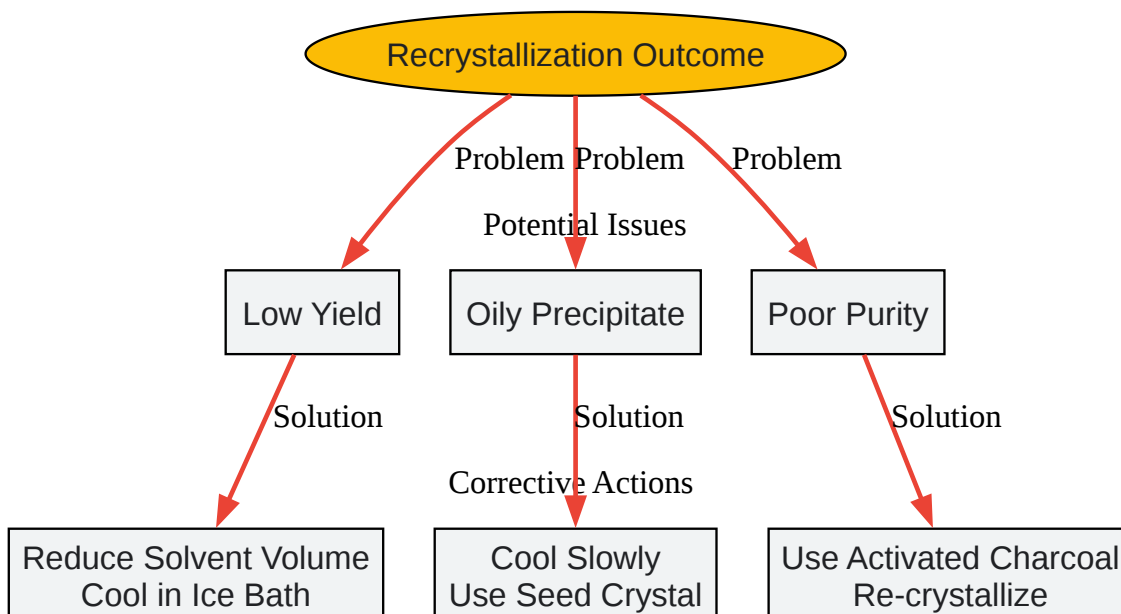 Recrystallization Outcome
Problem
Problem
Problem
Potential Issues
Low Yield
Oily Precipitate
Poor Purity
Solution
Solution
Solution
Corrective Actions
Reduce Solvent Volume
Cool in Ice Bath
Cool Slowly
Use Seed Crystal
Use Activated Charcoal
Re-crystallize